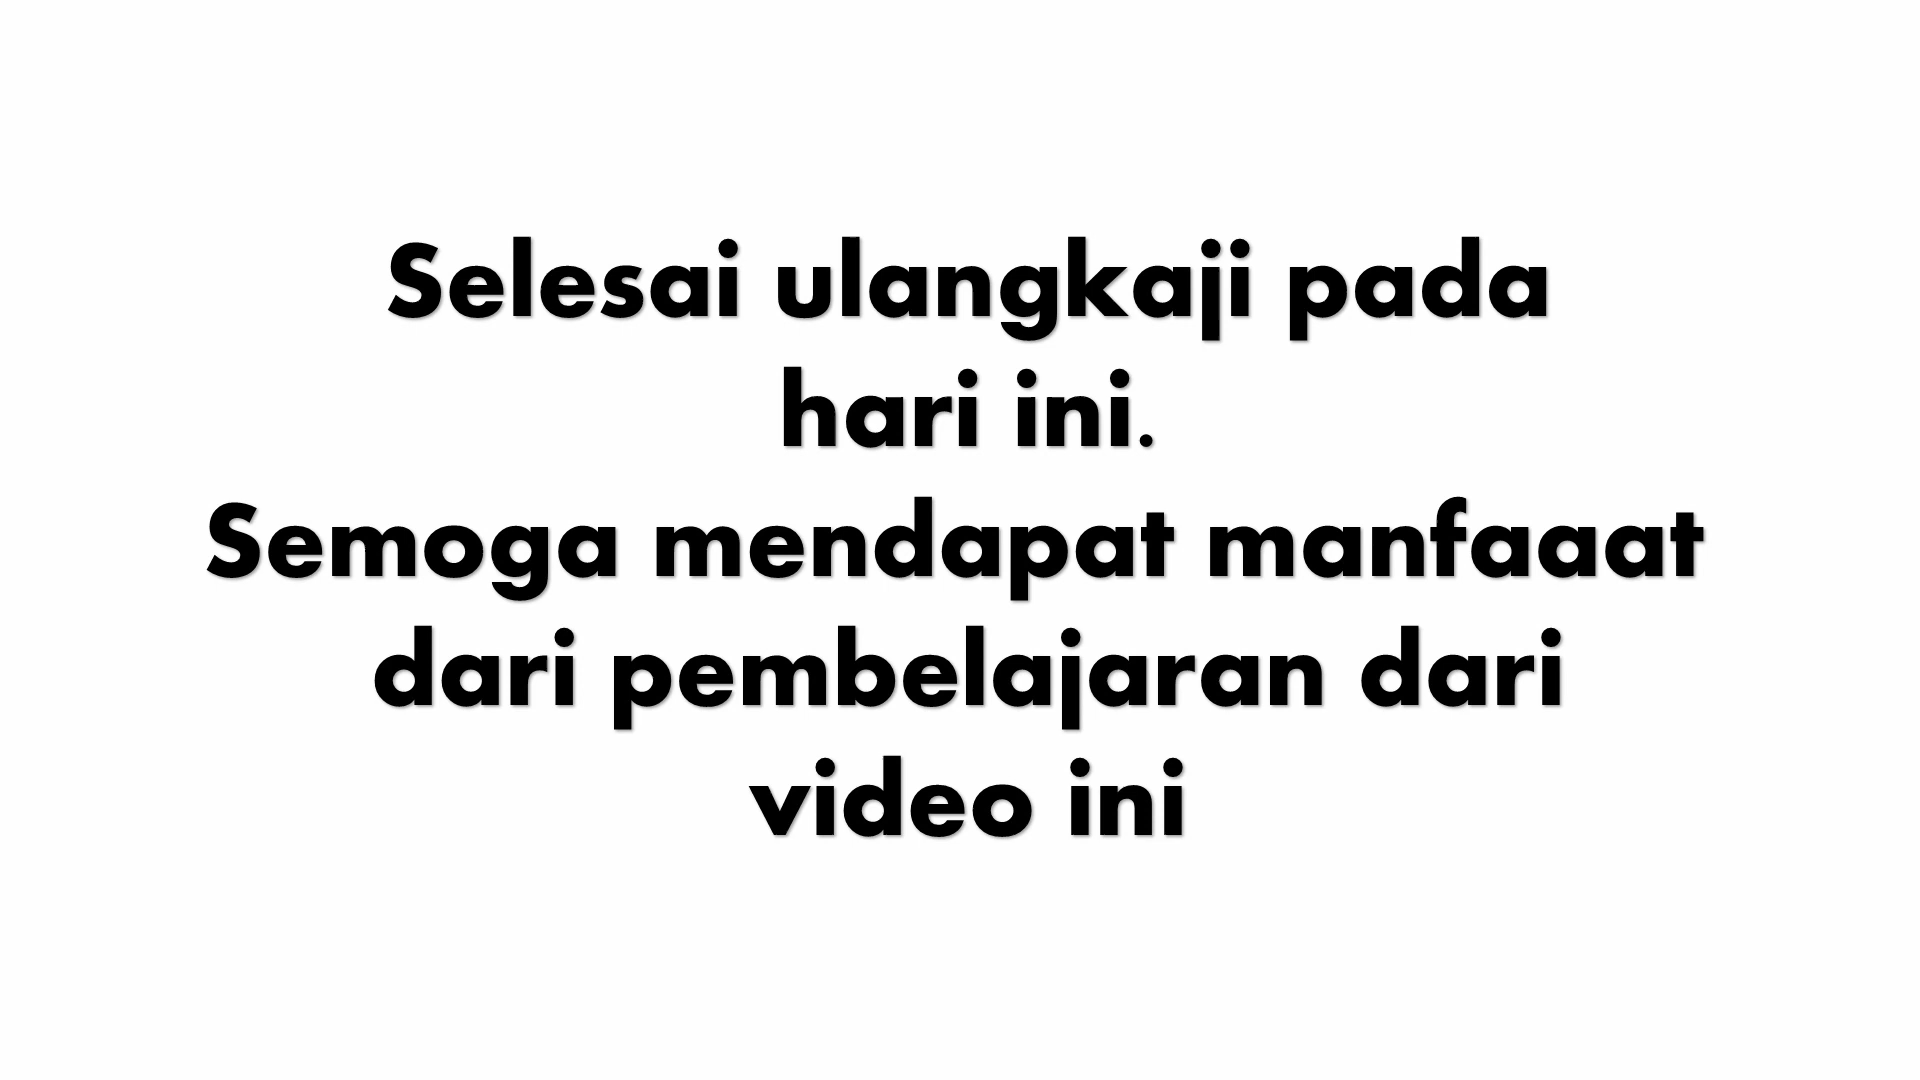 Selesai ulangkaji pada
hari ini.
Semoga mendapat manfaaat
dari pembelajaran dari
video ini